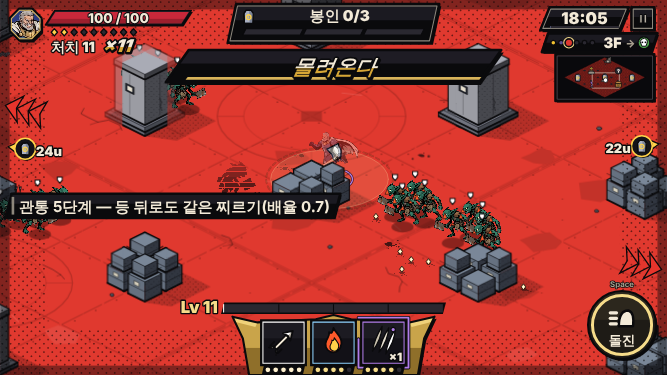 100 / 100
봉인 0/3
18:05
처치 11 ×11
3F
몰려온다
24u
22u
관통 5단계 — 등 뒤로도 같은 찌르기(배율 0.7)
Lv 11
×1
Space
돌진